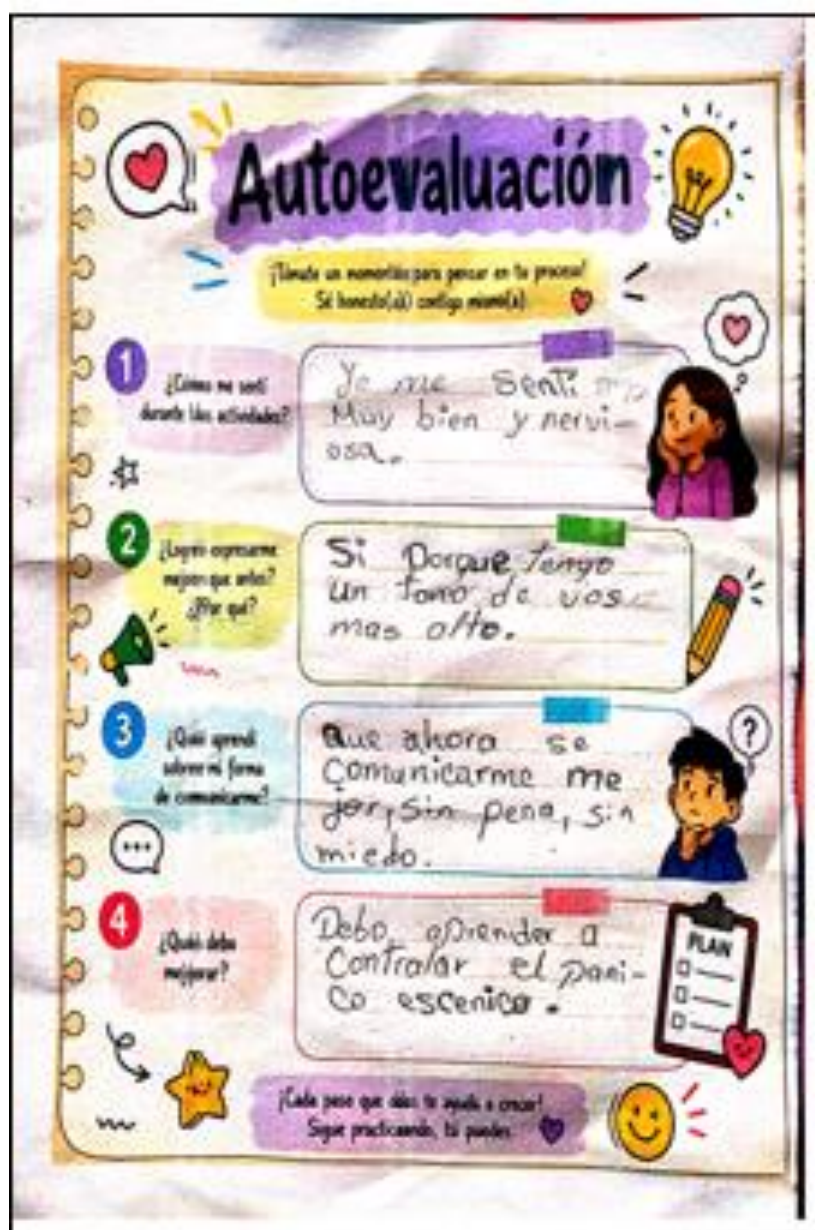 Autoevaluación
¡Tómate un momentito para pensar en tu proceso!
Sé honesto(a) contigo mismo(a)
1
¿Cómo me sentí
durante las actividades?
Yo me Senti
Muy bien y nervi-
osa.
2
¿Logré expresarme
mejor que antes?
¿Por qué?
Si Porque tengo
un tono de vos
mas alto.
3
¿Qué aprendí
sobre mi forma
de comunicarme?
Que ahora se
Comunicarme me
jor, sin pena, sin
miedo.
?
4
¿Qué debo
mejorar?
Debo aprender a
Controlar el pani-
co escenico.
PLAN
¡Cada paso que das te ayuda a crecer!
Sigue practicando, tú puedes